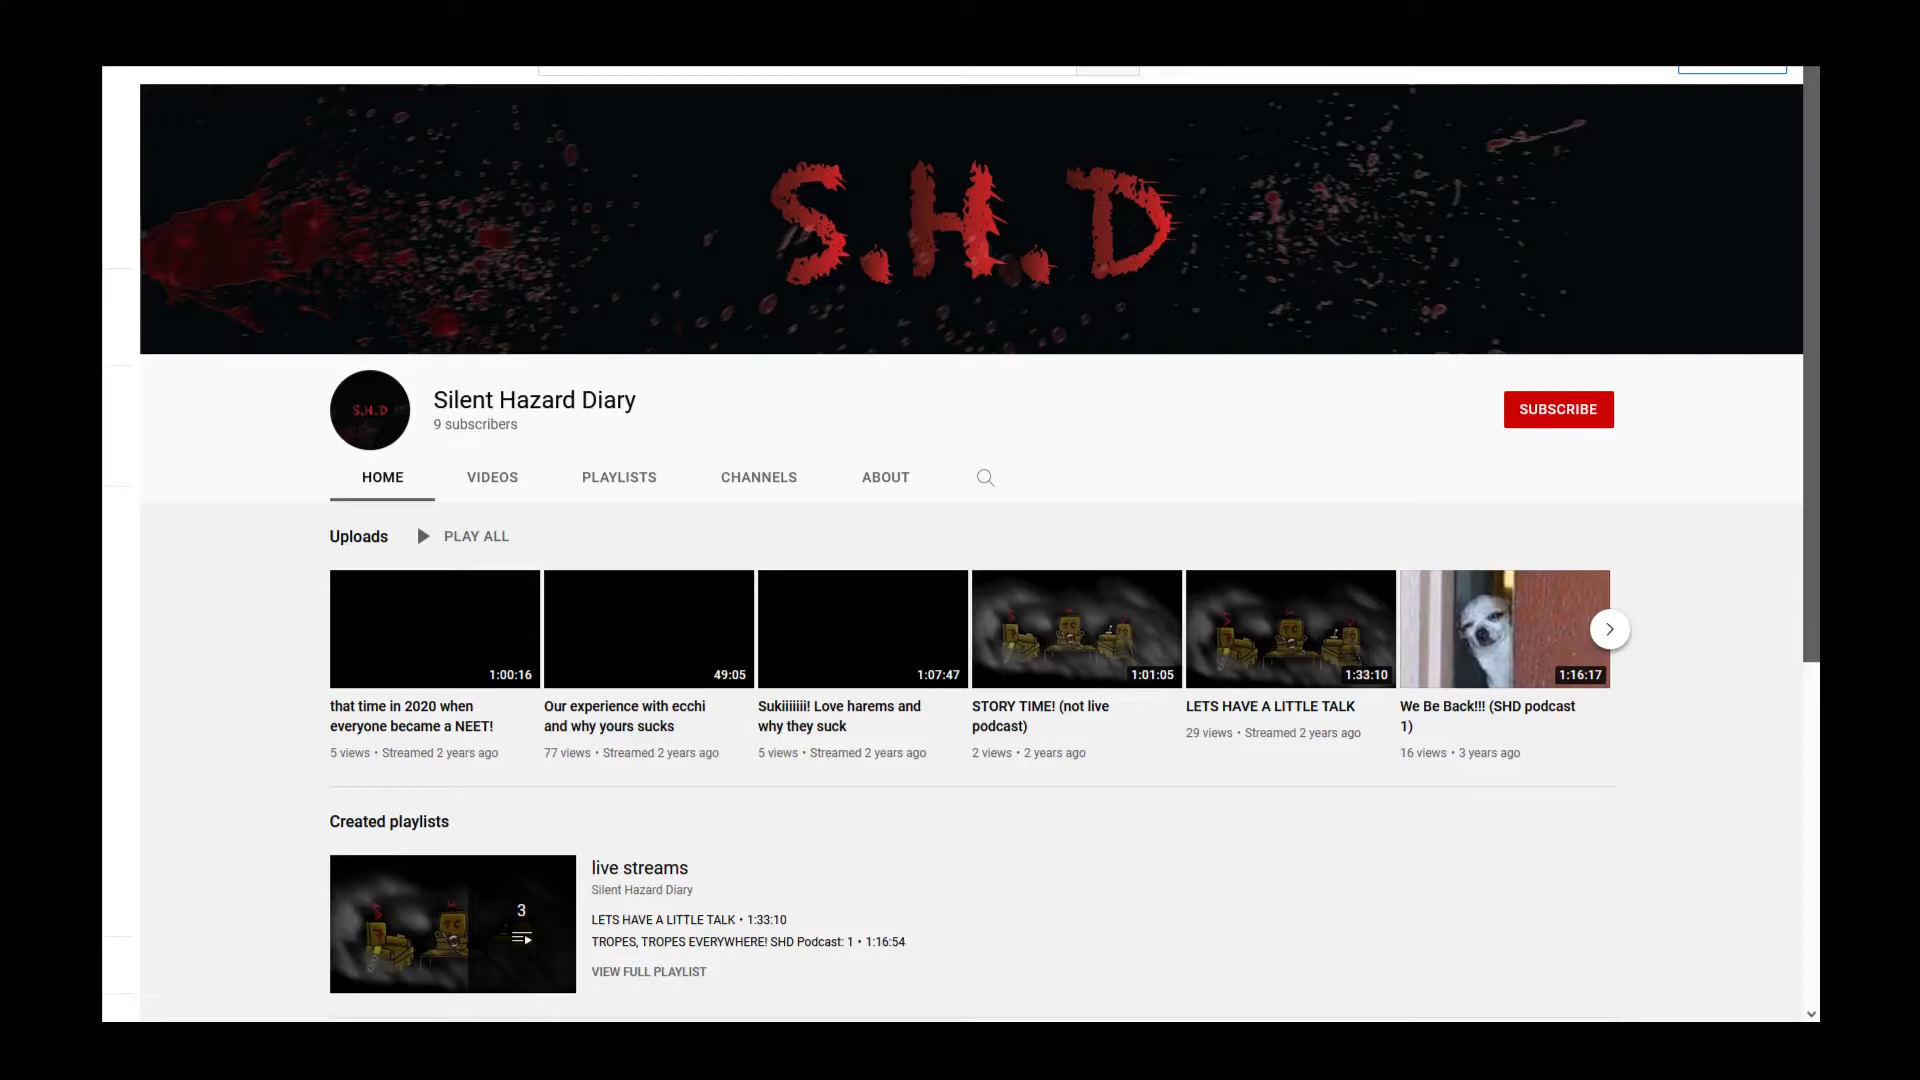 S.H.D
S.H.D
Silent Hazard Diary
9 subscribers
SUBSCRIBE
HOME
VIDEOS
PLAYLISTS
CHANNELS
ABOUT
Uploads
PLAY ALL
1:00:16
49:05
1:07:47
1:01:05
1:33:10
1:16:17
that time in 2020 when
everyone became a NEET!
5 views • Streamed 2 years ago
Our experience with ecchi
and why yours sucks
77 views • Streamed 2 years ago
Sukiiiiiii! Love harems and
why they suck
5 views • Streamed 2 years ago
STORY TIME! (not live
podcast)
2 views • 2 years ago
LETS HAVE A LITTLE TALK
29 views • Streamed 2 years ago
We Be Back!!! (SHD podcast
1)
16 views • 3 years ago
Created playlists
3
live streams
Silent Hazard Diary
LETS HAVE A LITTLE TALK • 1:33:10
TROPES, TROPES EVERYWHERE! SHD Podcast: 1 • 1:16:54
VIEW FULL PLAYLIST